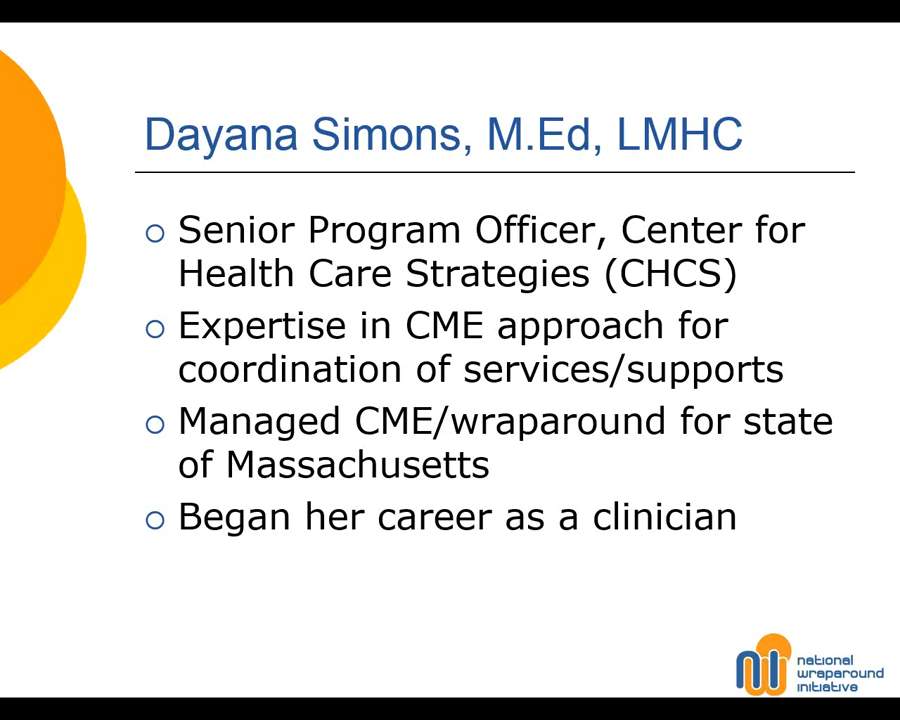 Dayana Simons, M.Ed, LMHC
Senior Program Officer, Center for
Health Care Strategies (CHCS)
Expertise in CME approach for
coordination of services/supports
Managed CME/wraparound for state
of Massachusetts
Began her career as a clinician
national
wraparound
initiative